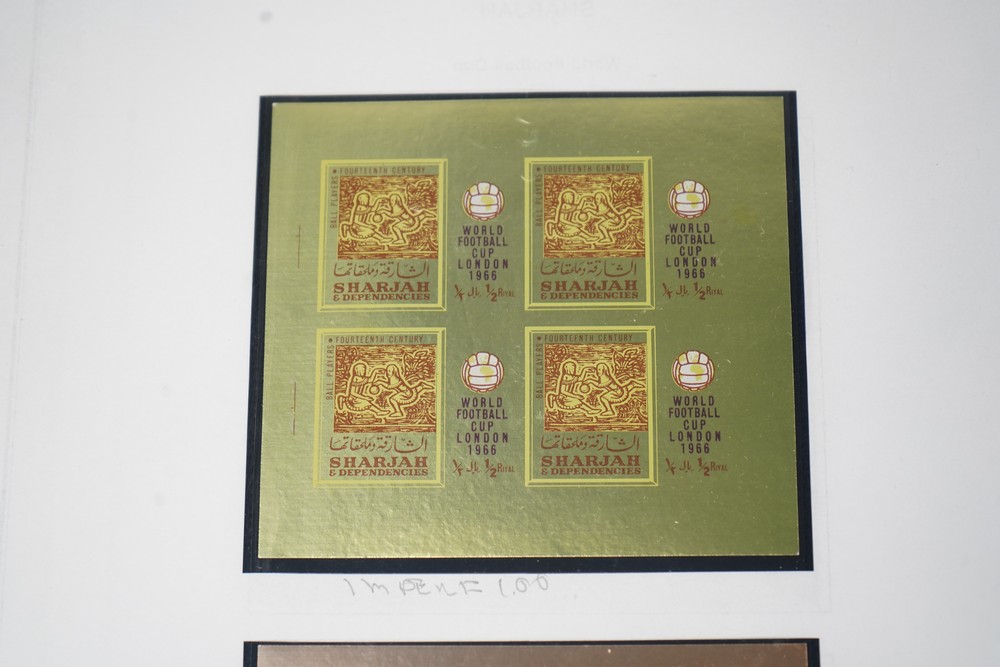 FOURTEENTH CENTURY
BALL PLAYERS
الشارقة وملحقاتها
SHARJAH
& DEPENDENCIES
WORLD
FOOTBALL
CUP
LONDON
1966
½ RIYAL
FOURTEENTH CENTURY
BALL PLAYERS
الشارقة وملحقاتها
SHARJAH
& DEPENDENCIES
WORLD
FOOTBALL
CUP
LONDON
1966
½ RIYAL
FOURTEENTH CENTURY
BALL PLAYERS
الشارقة وملحقاتها
SHARJAH
& DEPENDENCIES
WORLD
FOOTBALL
CUP
LONDON
1966
½ RIYAL
FOURTEENTH CENTURY
BALL PLAYERS
الشارقة وملحقاتها
SHARJAH
& DEPENDENCIES
WORLD
FOOTBALL
CUP
LONDON
1966
½ RIYAL
IMPERF 1.00